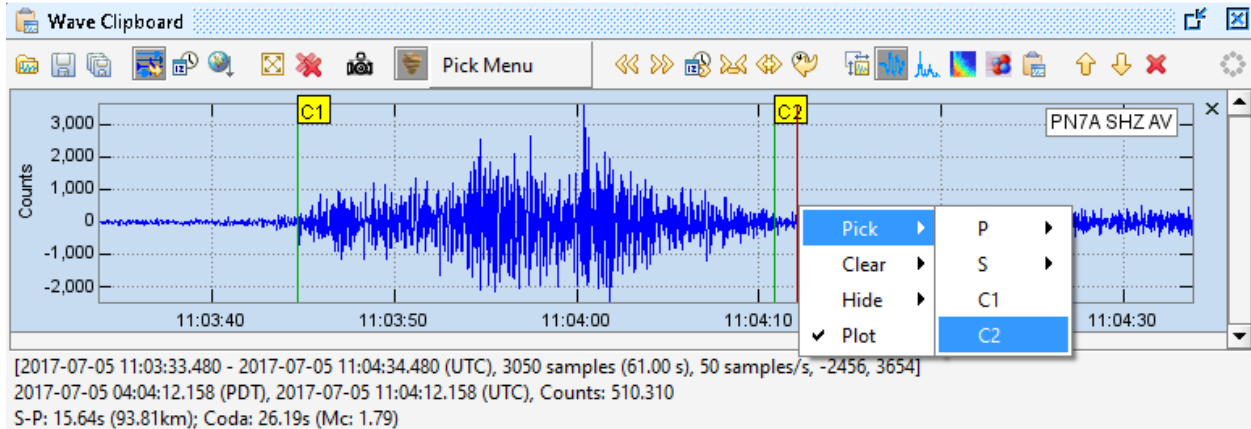 Wave Clipboard
12
Pick Menu
12
C1
C2
PN7A SHZ AV
3,000
2,000
1,000
0
-1,000
-2,000
Counts
Pick
Clear
Hide
Plot
P
S
C1
C2
11:03:40
11:03:50
11:04:00
11:04:10
11:04:30
[2017-07-05 11:03:33.480 - 2017-07-05 11:04:34.480 (UTC), 3050 samples (61.00 s), 50 samples/s, -2456, 3654]
2017-07-05 04:04:12.158 (PDT), 2017-07-05 11:04:12.158 (UTC), Counts: 510.310
S-P: 15.64s (93.81km); Coda: 26.19s (Mc: 1.79)